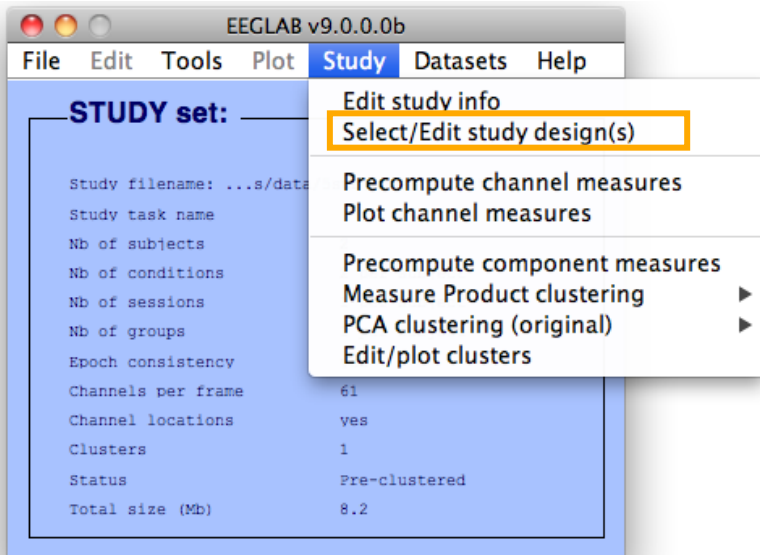 EEGLAB v9.0.0.0b
File Edit Tools Plot Study Datasets Help
STUDY set:
Edit study info
Select/Edit study design(s)
Precompute channel measures
Plot channel measures
Precompute component measures
Measure Product clustering
PCA clustering (original)
Edit/plot clusters
Study filename: ...s/data
Study task name
Nb of subjects
Nb of conditions
Nb of sessions
Nb of groups
Epoch consistency
Channels per frame 61
Channel locations yes
Clusters 1
Status Pre-clustered
Total size (Mb) 8.2